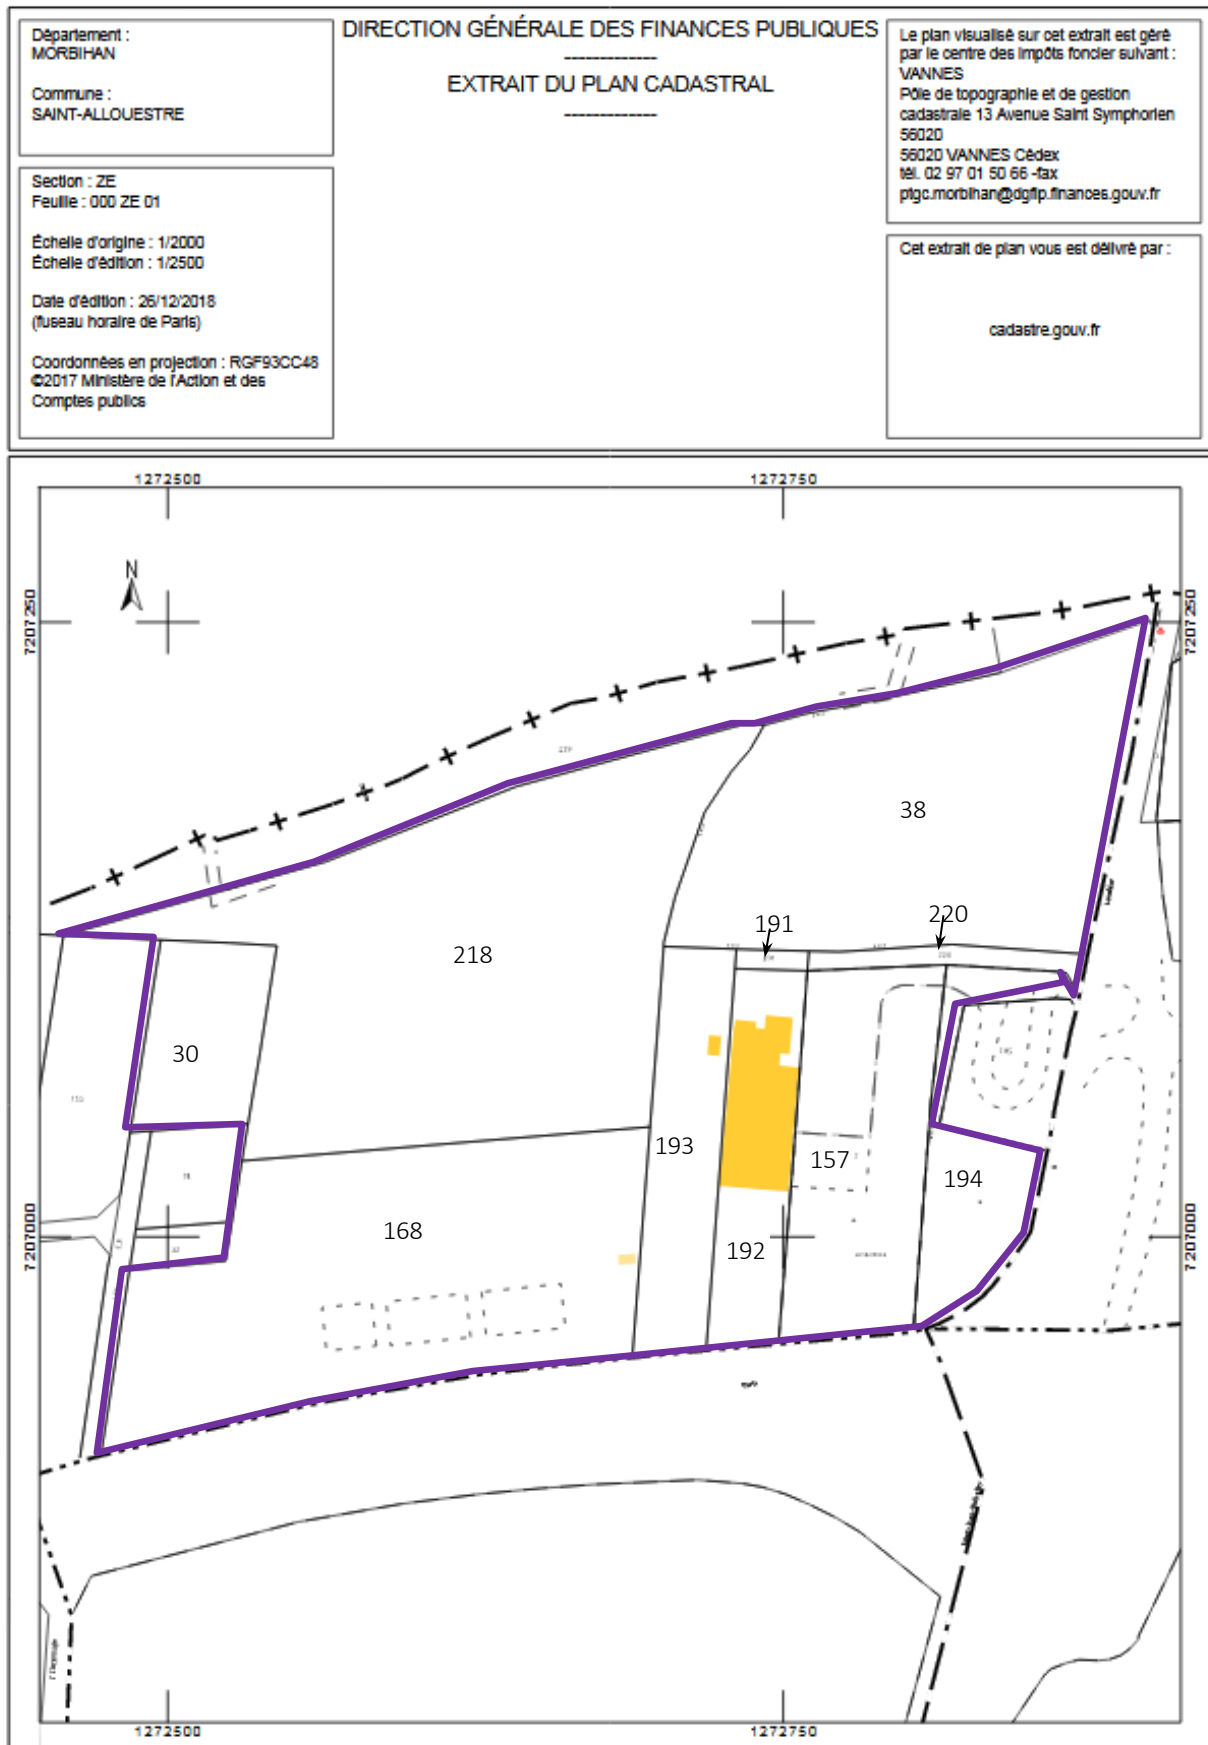 Département :
MORBIHAN
Commune :
SAINT-ALLOUESTRE
Section : ZE
Feuille : 000 ZE 01
Échelle d'origine : 1/2000
Échelle d'édition : 1/2500
Date d'édition : 26/12/2018
(fuseau horaire de Paris)
Coordonnées en projection : RGF93CC48
©2017 Ministère de l'Action et des
Comptes publics
DIRECTION GÉNÉRALE DES FINANCES PUBLIQUES
-------------
EXTRAIT DU PLAN CADASTRAL
-------------
Le plan visualisé sur cet extrait est géré
par le centre des impôts foncier suivant :
VANNES
Pôle de topographie et de gestion
cadastrale 13 Avenue Saint Symphorien
56020
56020 VANNES Cédex
tél. 02 97 01 50 66 -fax
ptgc.morbihan@dgfip.finances.gouv.fr
Cet extrait de plan vous est délivré par :
cadastre.gouv.fr
1272500
1272750
N
7207250
7207250
38
191
220
218
30
193
157
194
168
192
7207000
7207000
1272500
1272750